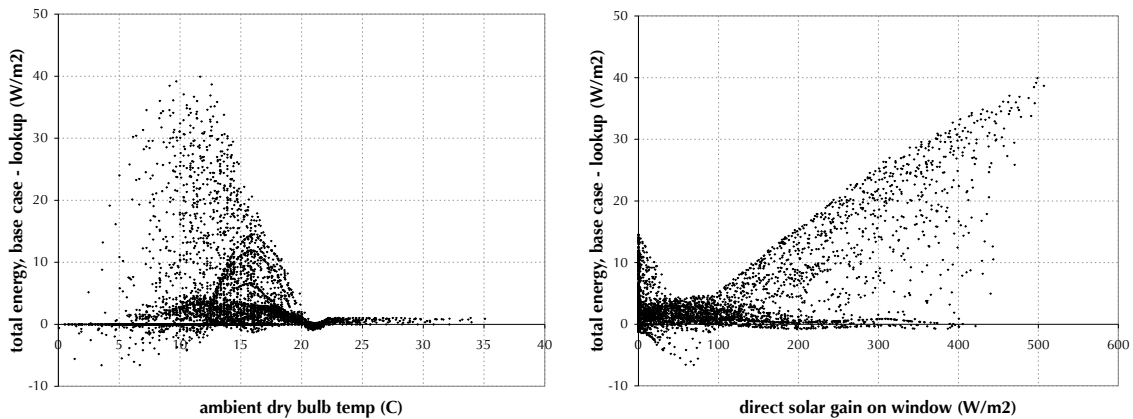 total energy, base case - lookup (W/m2)
50
40
30
20
10
0
-10
0 5 10 15 20 25 30 35 40
ambient dry bulb temp (C)
total energy, base case - lookup (W/m2)
50
40
30
20
10
0
-10
0 100 200 300 400 500 600
direct solar gain on window (W/m2)